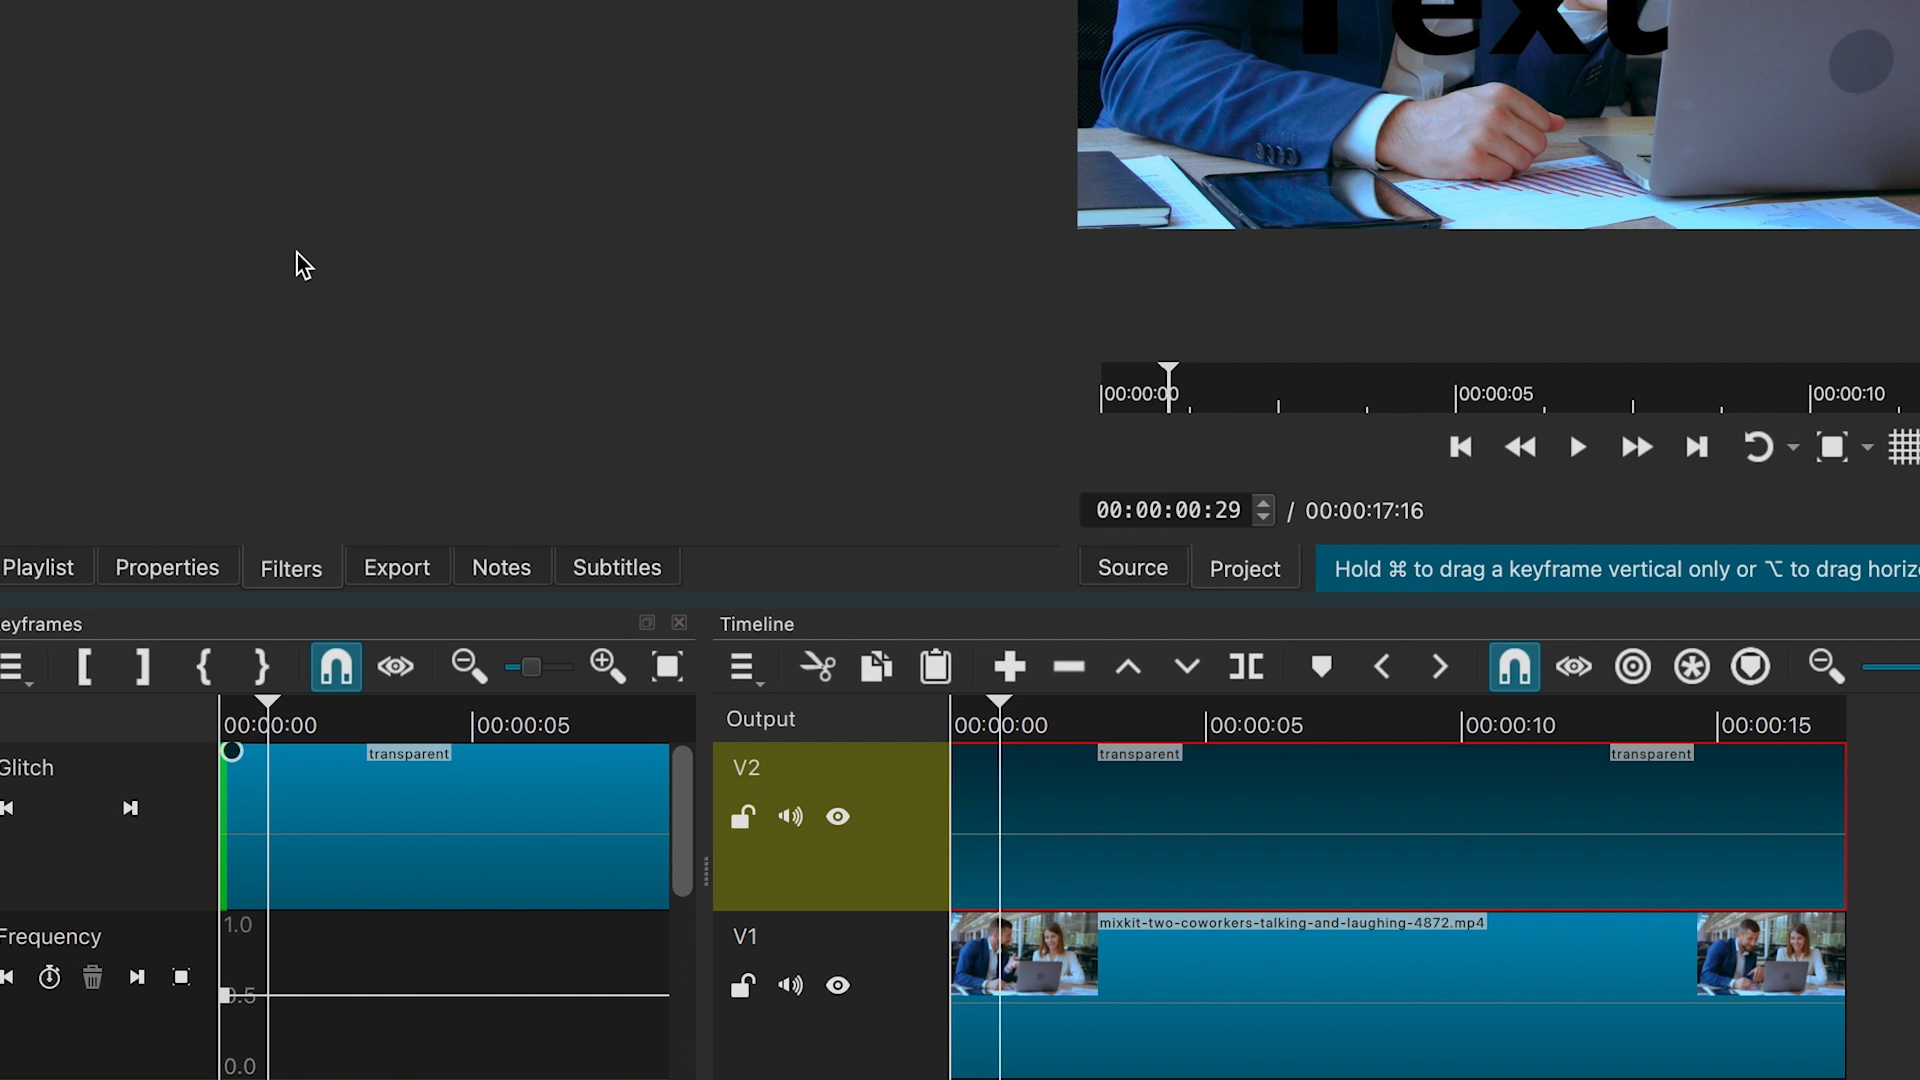 Text
00:00:00
00:00:05
00:00:10
00:00:00:29 / 00:00:17:16
Playlist
Properties
Filters
Export
Notes
Subtitles
Source
Project
Hold ⌘ to drag a keyframe vertical only or ⌥ to drag horiz
eyframes
Timeline
00:00:00
00:00:05
Output
00:00:00
00:00:05
00:00:10
00:00:15
Glitch
transparent
V2
transparent
transparent
Frequency
1.0
0.5
0.0
V1
mixkit-two-coworkers-talking-and-laughing-4872.mp4